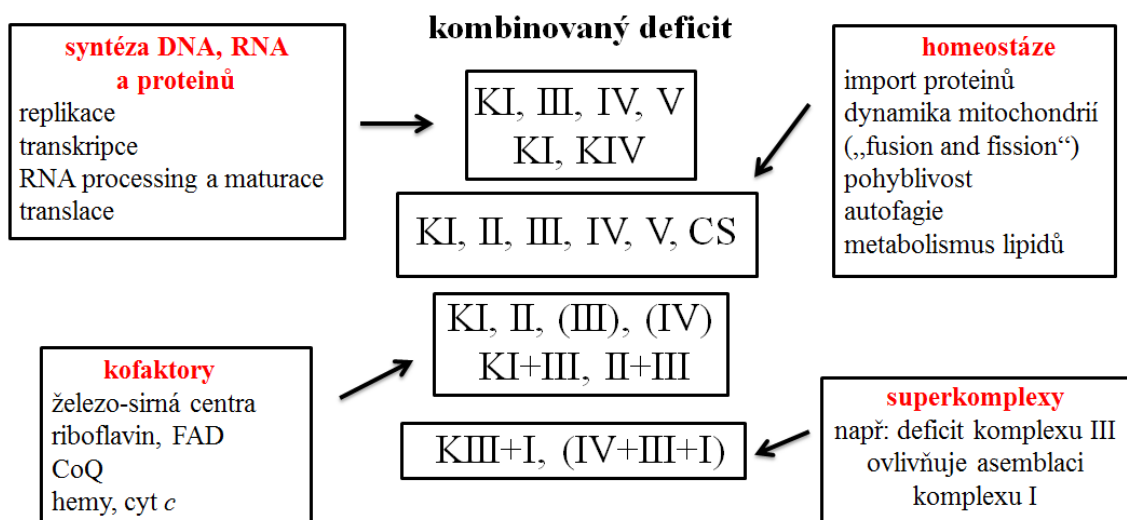 kombinovaný deficit
syntéza DNA, RNA
a proteinů
replikace
transkripce
RNA processing a maturace
translace
KI, III, IV, V
KI, KIV
homeostáze
import proteinů
dynamika mitochondrií
(„fusion and fission“)
pohyblivost
autofagie
metabolismus lipidů
KI, II, III, IV, V, CS
KI, II, (III), (IV)
KI+III, II+III
kofaktory
železo-sirná centra
riboflavin, FAD
CoQ
hemy, cyt c
KIII+I, (IV+III+I)
superkomplexy
např: deficit komplexu III
ovlivňuje asemblaci
komplexu I